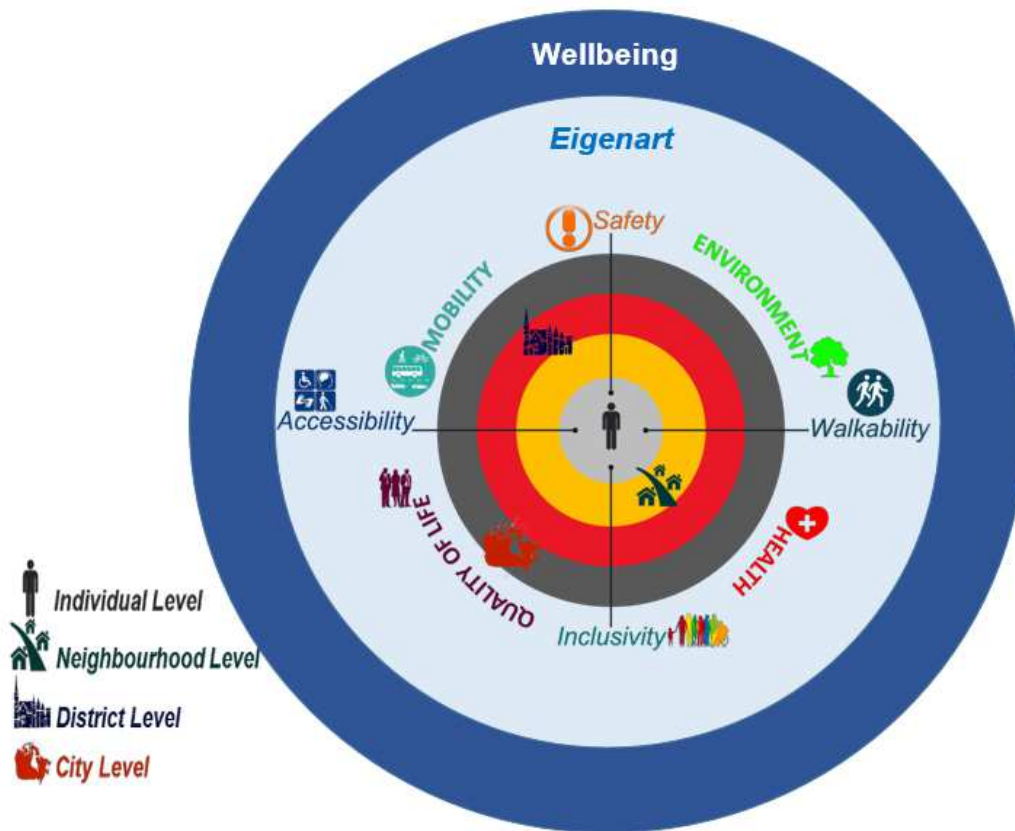 Wellbeing
Eigenart
Safety
ENVIRONMENT
MOBILITY
Accessibility
Walkability
QUALITY OF LIFE
HEALTH
Inclusivity
Individual Level
Neighbourhood Level
District Level
City Level